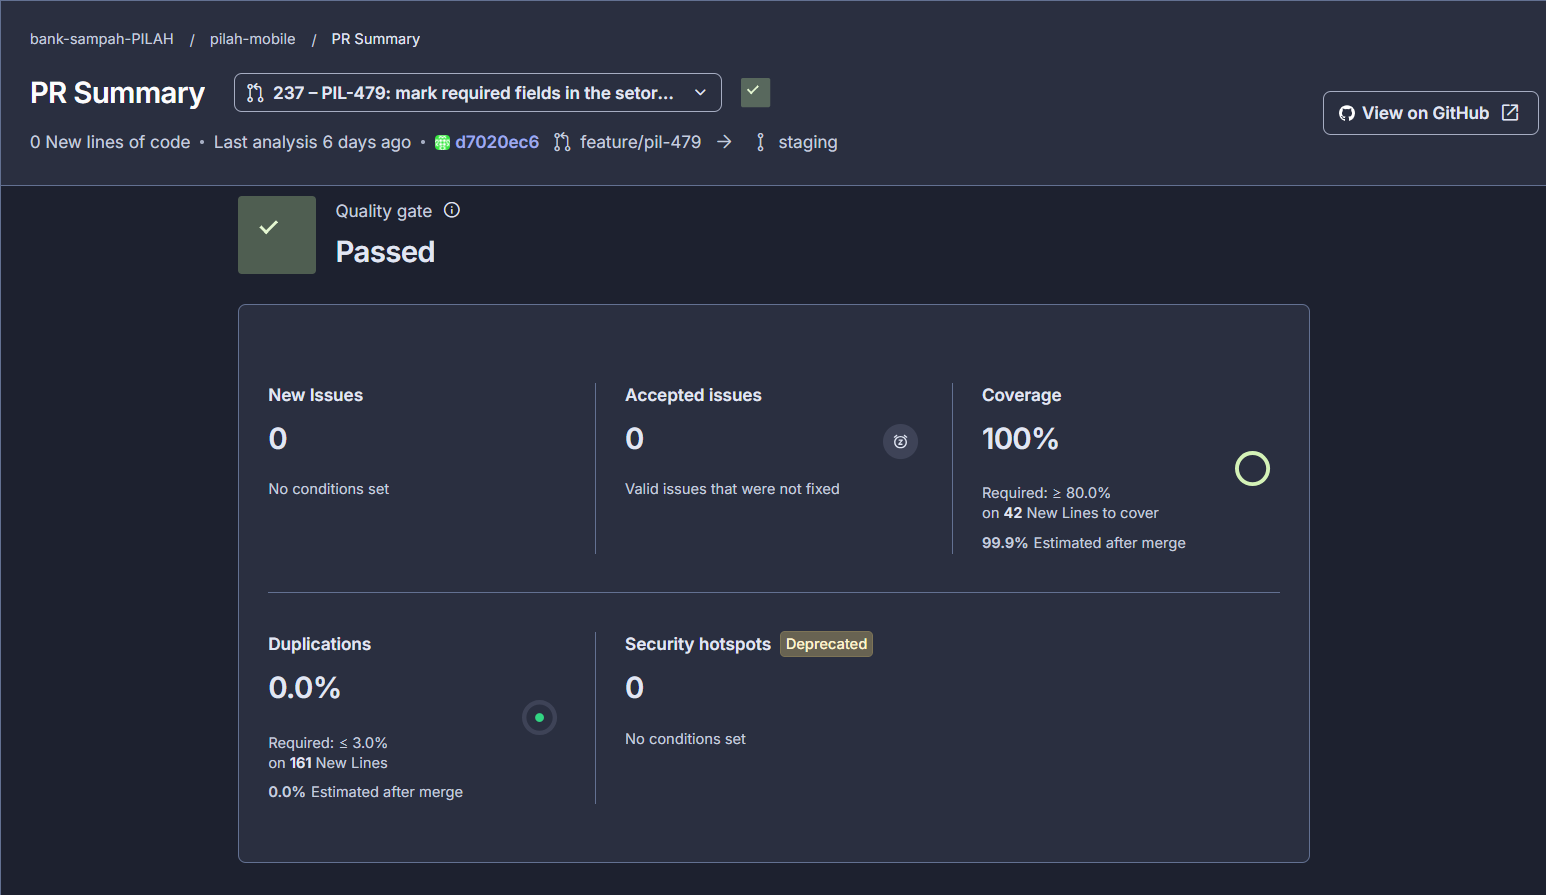 bank-sampah-PILAH / pilah-mobile / PR Summary
PR Summary
237 – PIL-479: mark required fields in the setor...
View on GitHub
0 New lines of code • Last analysis 6 days ago • d7020ec6 feature/pil-479 → staging
Quality gate
Passed
New Issues
0
No conditions set
Accepted issues
0
Valid issues that were not fixed
Coverage
100%
Required: ≥ 80.0%
on 42 New Lines to cover
99.9% Estimated after merge
Duplications
0.0%
Required: ≤ 3.0%
on 161 New Lines
0.0% Estimated after merge
Security hotspots Deprecated
0
No conditions set